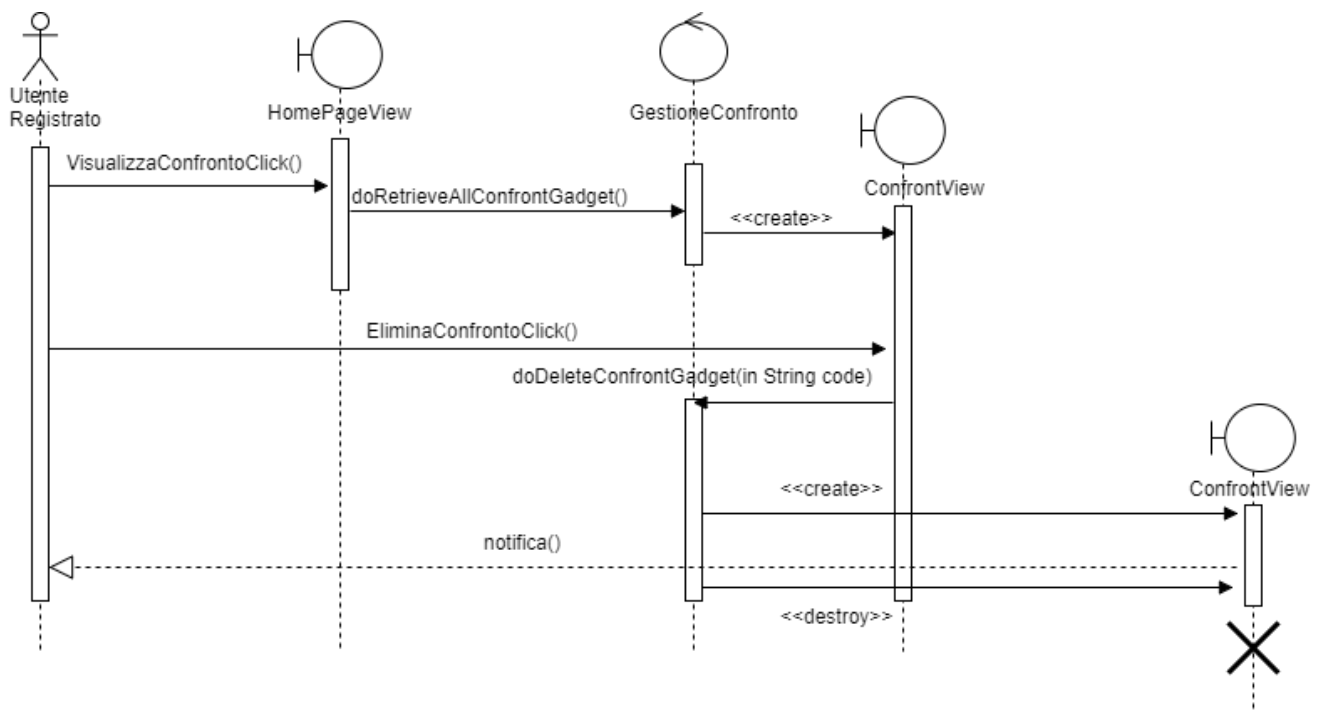 Utente
Registrato
HomePageView
GestioneConfronto
VisualizzaConfrontoClick()
ConfrontView
doRetrieveAllConfrontGadget()
<<create>>
EliminaConfrontoClick()
doDeleteConfrontGadget(in String code)
<<create>>
ConfrontView
notifica()
<<destroy>>